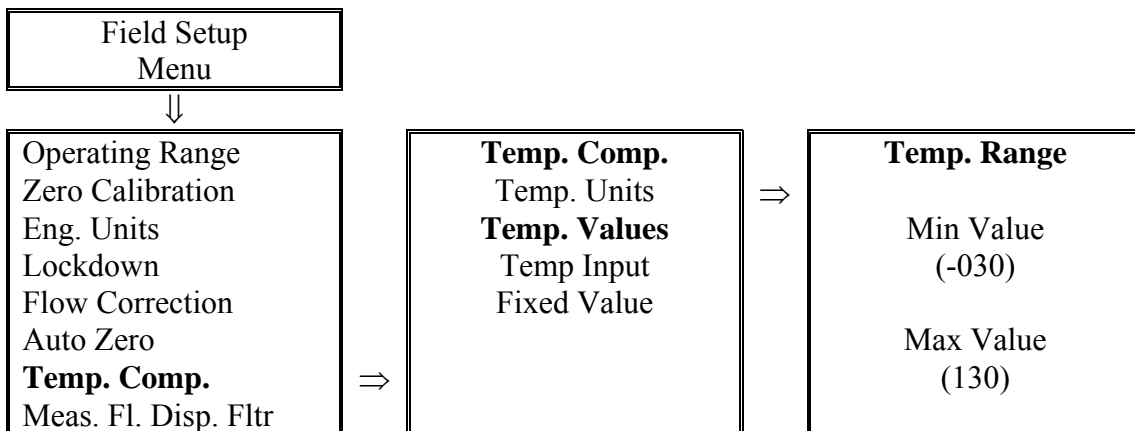 Field Setup
Menu
⇓
Operating Range
Zero Calibration
Eng. Units
Lockdown
Flow Correction
Auto Zero
Temp. Comp.
Meas. Fl. Disp. Fltr
⇒
Temp. Comp.
Temp. Units
Temp. Values
Temp Input
Fixed Value
⇒
Temp. Range
Min Value
(-030)
Max Value
(130)